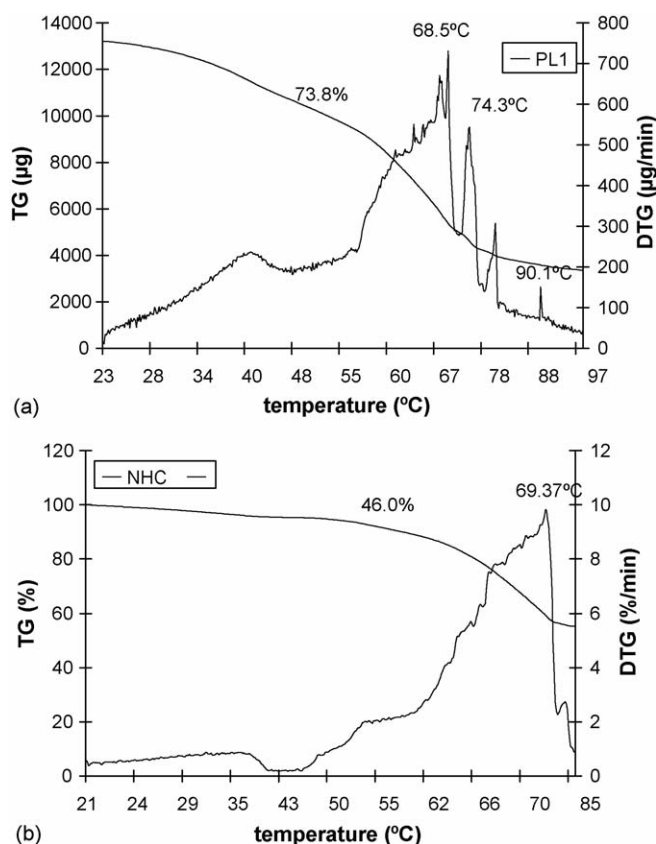 14000 800
68.5ºC
— PL1
12000 700
73.8%
74.3ºC
10000 600
8000 500
TG (µg)
6000 400
DTG (µg/min)
4000 300
90.1ºC
2000 200
100
0 0
23 28 34 40 48 55 60 67 78 88 97
(a) temperature (ºC)
120 12
— NHC —
46.0%
69.37ºC
100 10
80 8
TG (%)
60 6
DTG (%/min)
40 4
20 2
0 0
21 24 29 35 43 50 62 66 70 85
(b) temperature (ºC)